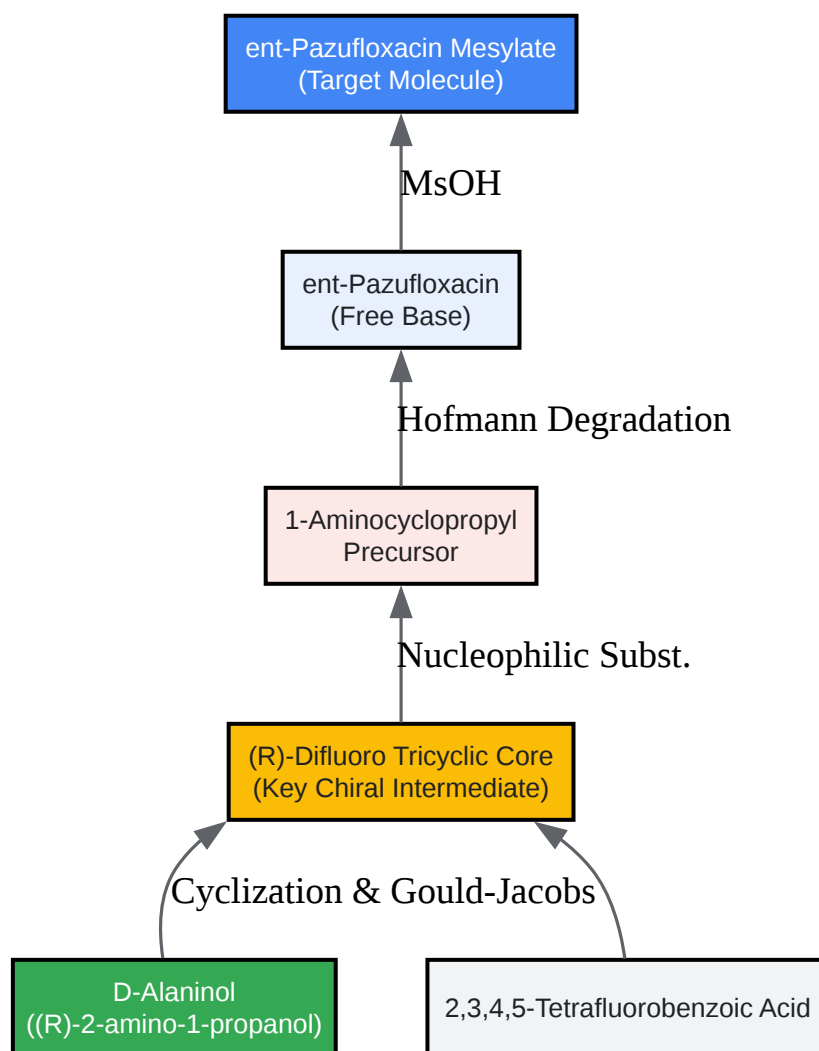 ent-Pazufloxacin Mesylate
(Target Molecule)
MsOH
ent-Pazufloxacin
(Free Base)
Hofmann Degradation
1-Aminocyclopropyl
Precursor
Nucleophilic Subst.
(R)-Difluoro Tricyclic Core
(Key Chiral Intermediate)
Cyclization & Gould-Jacobs
D-Alaninol
((R)-2-amino-1-propanol)
2,3,4,5-Tetrafluorobenzoic Acid